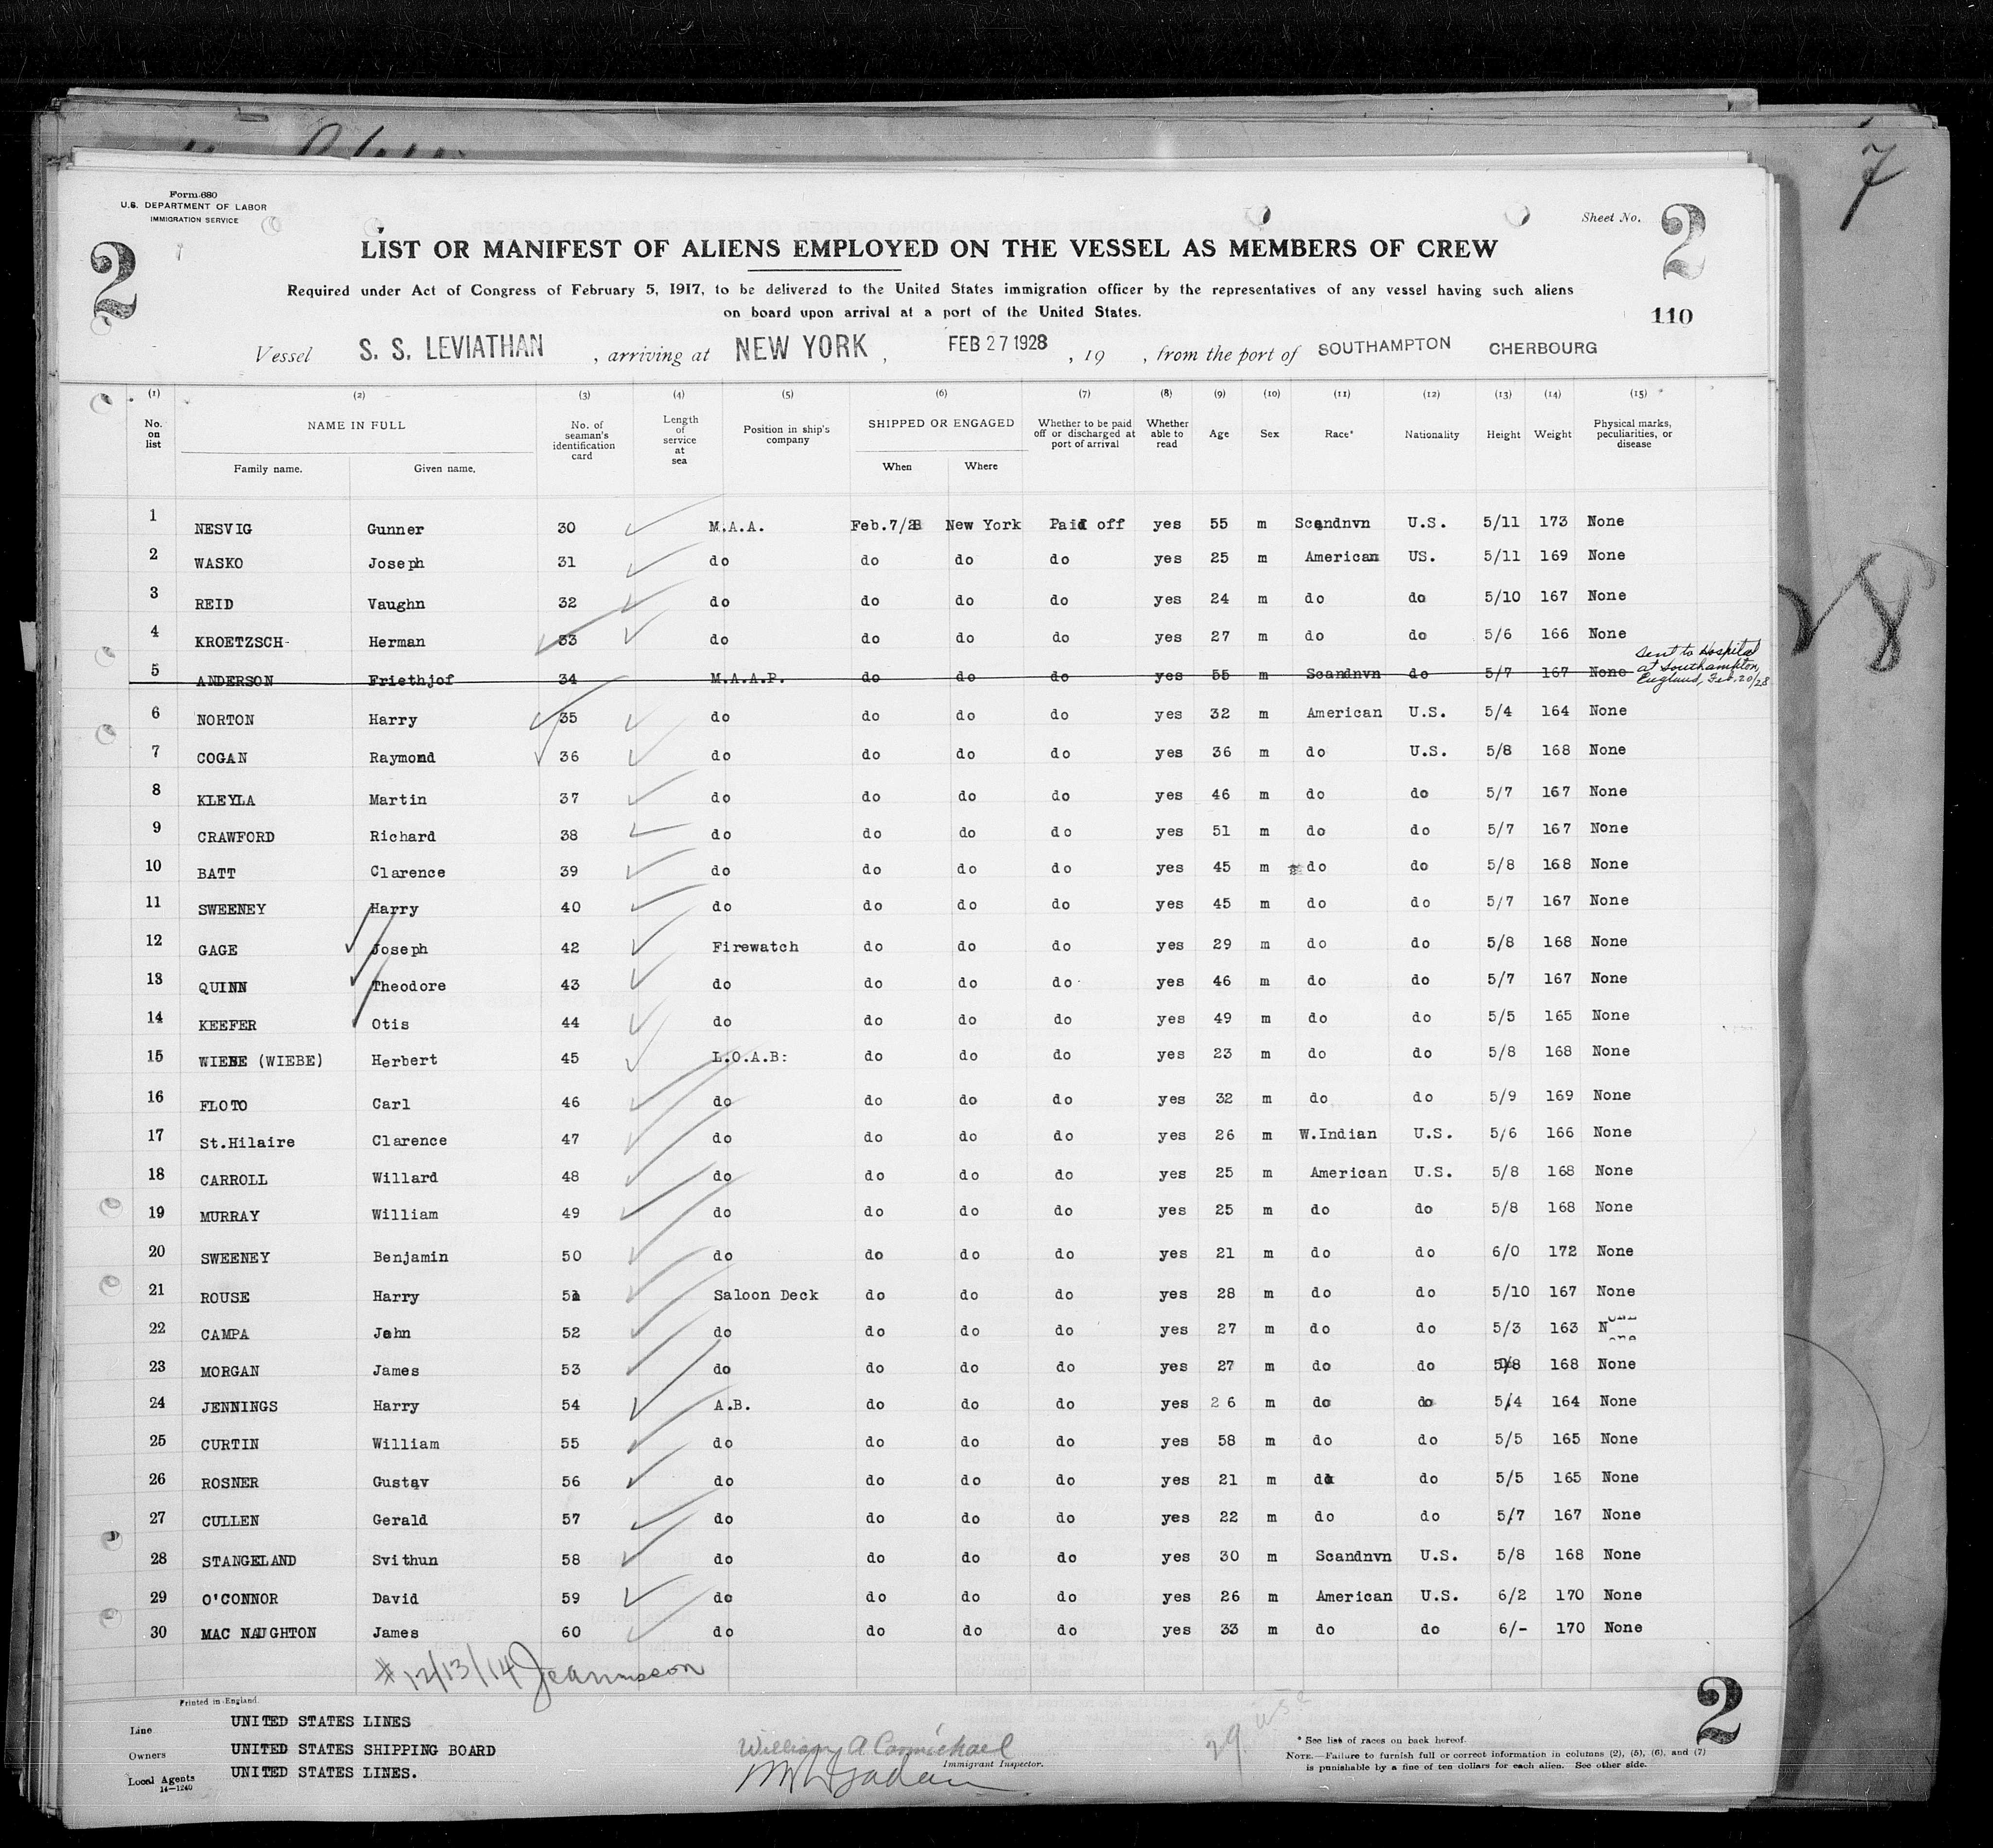 7
28
Form 680
U.S. DEPARTMENT OF LABOR
IMMIGRATION SERVICE
Sheet No. 2
2
LIST OR MANIFEST OF ALIENS EMPLOYED ON THE VESSEL AS MEMBERS OF CREW
Required under Act of Congress of February 5, 1917, to be delivered to the United States immigration officer by the representatives of any vessel having such aliens
on board upon arrival at a port of the United States.
110
Vessel S. S. LEVIATHAN , arriving at NEW YORK , FEB 27 1928 , 19 , from the port of SOUTHAMPTON CHERBOURG
(1) (2) (3) (4) (5) (6) (7) (8) (9) (10) (11) (12) (13) (14) (15)
No. on list NAME IN FULL Family name. Given name. No. of seaman's identification card Length of service at sea Position in ship's company SHIPPED OR ENGAGED When Where Whether to be paid off or discharged at port of arrival Whether able to read Age Sex Race* Nationality Height Weight Physical marks, peculiarities, or disease
1 NESVIG Gunner 30 M.A.A. Feb.7/28 New York Paid off yes 55 m Scandnvn U.S. 5/11 173 None
2 WASKO Joseph 31 do do do do yes 25 m American US. 5/11 169 None
3 REID Vaughn 32 do do do do yes 24 m do do 5/10 167 None
4 KROETZSCH- Herman 33 do do do do yes 27 m do do 5/6 166 None
5 ANDERSON Friethjof 34 M.A.A.P. do do do yes 55 m Scandnvn do 5/7 167 None Sent to Hospital at Southampton, England, Feb. 20/28
6 NORTON Harry 35 do do do do yes 32 m American U.S. 5/4 164 None
7 COGAN Raymond 36 do do do do yes 36 m do U.S. 5/8 168 None
8 KLEYLA Martin 37 do do do do yes 46 m do do 5/7 167 None
9 CRAWFORD Richard 38 do do do do yes 51 m do do 5/7 167 None
10 BATT Clarence 39 do do do do yes 45 m do do 5/8 168 None
11 SWEENEY Harry 40 do do do do yes 45 m do do 5/7 167 None
12 GAGE Joseph 42 Firewatch do do do yes 29 m do do 5/8 168 None
13 QUINN Theodore 43 do do do do yes 46 m do do 5/7 167 None
14 KEEFER Otis 44 do do do do yes 49 m do do 5/5 165 None
15 WIEBE (WIEBE) Herbert 45 L.O.A.B: do do do yes 23 m do do 5/8 168 None
16 FLOTO Carl 46 do do do do yes 32 m do do 5/9 169 None
17 St.Hilaire Clarence 47 do do do do yes 26 m W.Indian U.S. 5/6 166 None
18 CARROLL Willard 48 do do do do yes 25 m American U.S. 5/8 168 None
19 MURRAY William 49 do do do do yes 25 m do do 5/8 168 None
20 SWEENEY Benjamin 50 do do do do yes 21 m do do 6/0 172 None
21 ROUSE Harry 51 Saloon Deck do do do yes 28 m do do 5/10 167 None
22 CAMPA John 52 do do do do yes 27 m do do 5/3 163 None
23 MORGAN James 53 do do do do yes 27 m do do 5/8 168 None
24 JENNINGS Harry 54 A.B. do do do yes 26 m do do 5/4 164 None
25 CURTIN William 55 do do do do yes 58 m do do 5/5 165 None
26 ROSNER Gustav 56 do do do do yes 21 m do do 5/5 165 None
27 CULLEN Gerald 57 do do do do yes 22 m do do 5/7 167 None
28 STANGELAND Svithun 58 do do do do yes 30 m Scandnvn U.S. 5/8 168 None
29 O'CONNOR David 59 do do do do yes 26 m American U.S. 6/2 170 None
30 MAC NAUGHTON James 60 do do do do yes 33 m do do 6/- 170 None
# 12/13/14
2
Printed in England.
Line UNITED STATES LINES
Owners UNITED STATES SHIPPING BOARD
Local Agents UNITED STATES LINES.
14-1240
William A Carmichael
Immigrant Inspector.
29 usc
* See list of races on back hereof.
NOTE.—Failure to furnish full or correct information in columns (2), (5), (6), and (7)
is punishable by a fine of ten dollars for each alien. See other side.